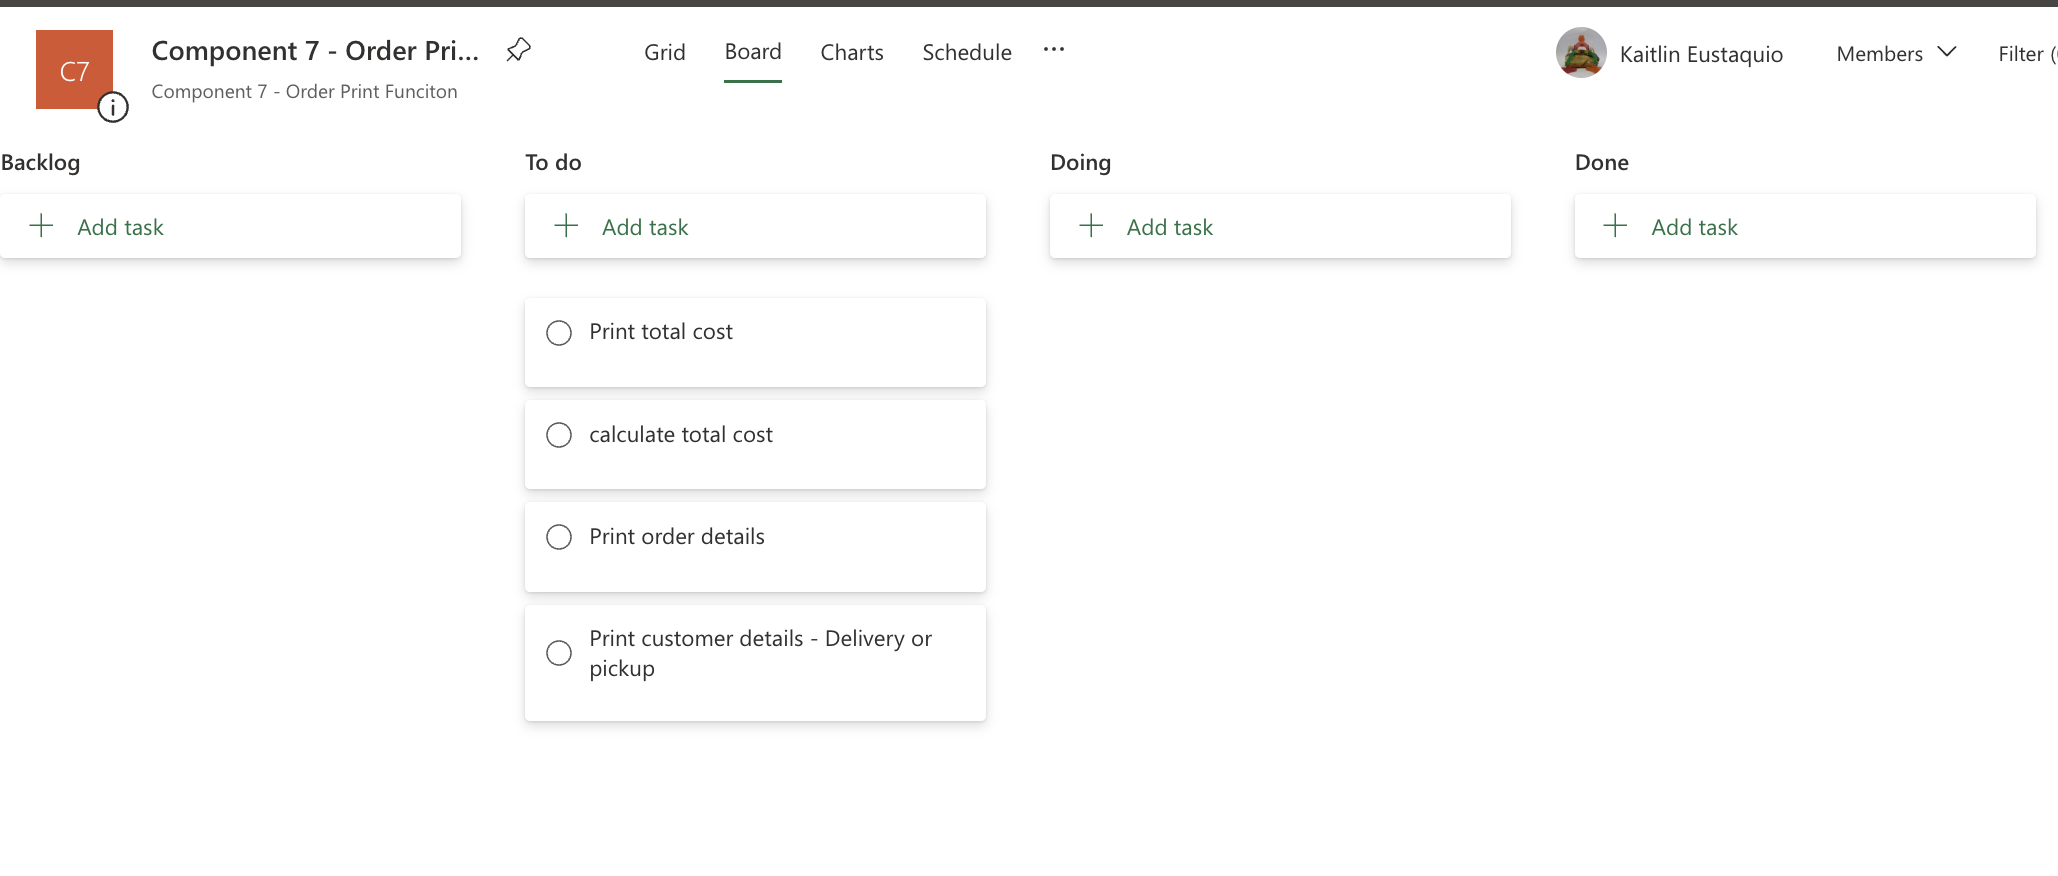 C7
Component 7 - Order Pri...
Component 7 - Order Print Funciton
Grid
Board
Charts
Schedule
...
Kaitlin Eustaquio
Members
Filter (
Backlog
Add task
To do
Add task
Print total cost
calculate total cost
Print order details
Print customer details - Delivery or
pickup
Doing
Add task
Done
Add task